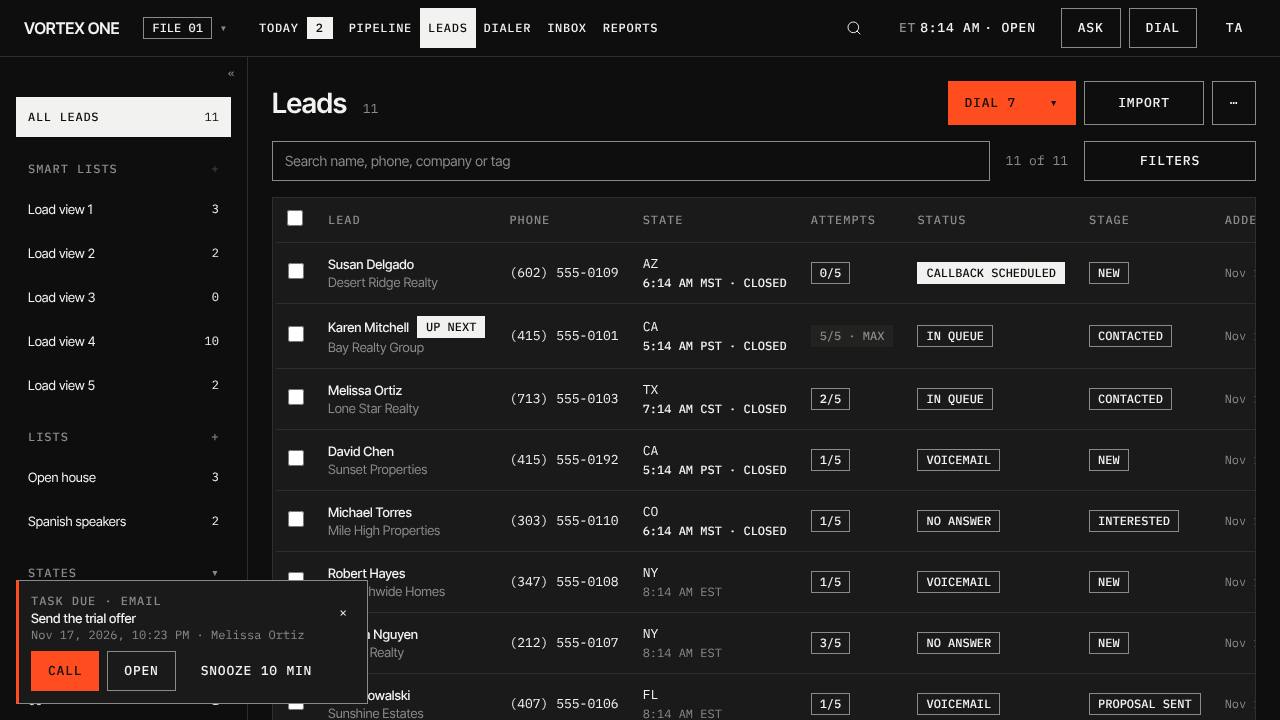 VORTEX ONE FILE 01 ▾ TODAY 2 PIPELINE LEADS DIALER INBOX REPORTS ET 8:14 AM · OPEN ASK DIAL TA
«
ALL LEADS 11
SMART LISTS +
Load view 1 3
Load view 2 2
Load view 3 0
Load view 4 10
Load view 5 2
LISTS +
Open house 3
Spanish speakers 2
STATES ▾
TASK DUE · EMAIL
Send the trial offer
Nov 17, 2026, 10:23 PM · Melissa Ortiz
×
CALL OPEN SNOOZE 10 MIN
Leads 11 DIAL 7 ▾ IMPORT ⋯
Search name, phone, company or tag 11 of 11 FILTERS
LEAD PHONE STATE ATTEMPTS STATUS STAGE
Susan Delgado
Desert Ridge Realty
(602) 555-0109
AZ
6:14 AM MST · CLOSED
0/5 CALLBACK SCHEDULED NEW Nov
Karen Mitchell UP NEXT
Bay Realty Group
(415) 555-0101
CA
5:14 AM PST · CLOSED
5/5 · MAX IN QUEUE CONTACTED Nov
Melissa Ortiz
Lone Star Realty
(713) 555-0103
TX
7:14 AM CST · CLOSED
2/5 IN QUEUE CONTACTED Nov
David Chen
Sunset Properties
(415) 555-0192
CA
5:14 AM PST · CLOSED
1/5 VOICEMAIL NEW Nov
Michael Torres
Mile High Properties
(303) 555-0110
CO
6:14 AM MST · CLOSED
1/5 NO ANSWER INTERESTED Nov
Robert Hayes
Homes
(347) 555-0108
NY
8:14 AM EST
1/5 VOICEMAIL NEW Nov
Nguyen
Realty
(212) 555-0107
NY
8:14 AM EST
3/5 NO ANSWER NEW Nov
(407) 555-0106
Sunshine Estates
FL
8:14 AM EST
1/5 VOICEMAIL PROPOSAL SENT Nov